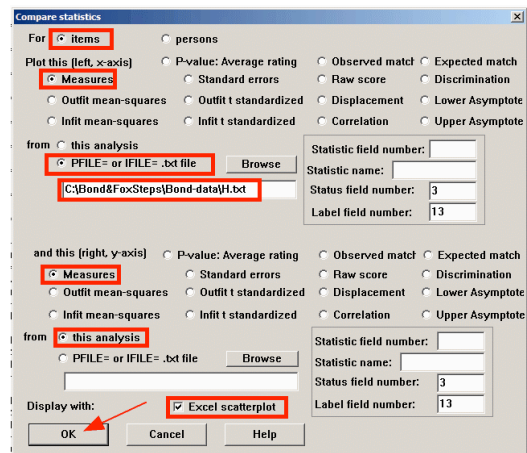 Compare statistics
For items persons
Plot this (left, x-axis) P-value: Average rating Observed match Expected match
Measures Standard errors Raw score Discrimination
Outfit mean-squares Outfit t standardized Displacement Lower Asymptote
Infit mean-squares Infit t standardized Correlation Upper Asymptote
from this analysis Statistic field number:
PFILE= or IFILE= .txt file Browse Statistic name:
C:\Bond&FoxSteps\Bond-data\H.txt Status field number: 3
Label field number: 13
and this (right, y-axis) P-value: Average rating Observed match Expected match
Measures Standard errors Raw score Discrimination
Outfit mean-squares Outfit t standardized Displacement Lower Asymptote
Infit mean-squares Infit t standardized Correlation Upper Asymptote
from this analysis Statistic field number:
PFILE= or IFILE= .txt file Browse Statistic name:
Status field number: 3
Display with: Excel scatterplot Label field number: 13
OK Cancel Help